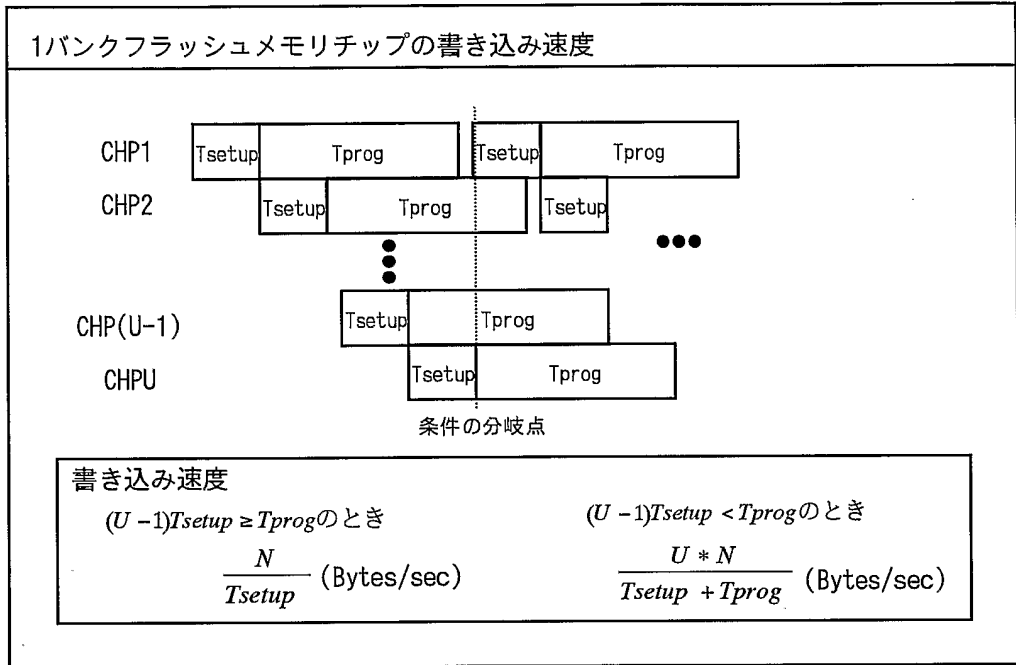 1バンクフラッシュメモリチップの書き込み速度
CHP1 Tsetup Tprog Tsetup Tprog
CHP2 Tsetup Tprog Tsetup
CHP(U-1) Tsetup Tprog
CHPU Tsetup Tprog
条件の分岐点
書き込み速度
(U-1)Tsetup ≥ Tprogのとき
N
Tsetup
(Bytes/sec)
(U-1)Tsetup < Tprogのとき
U * N
Tsetup + Tprog
(Bytes/sec)